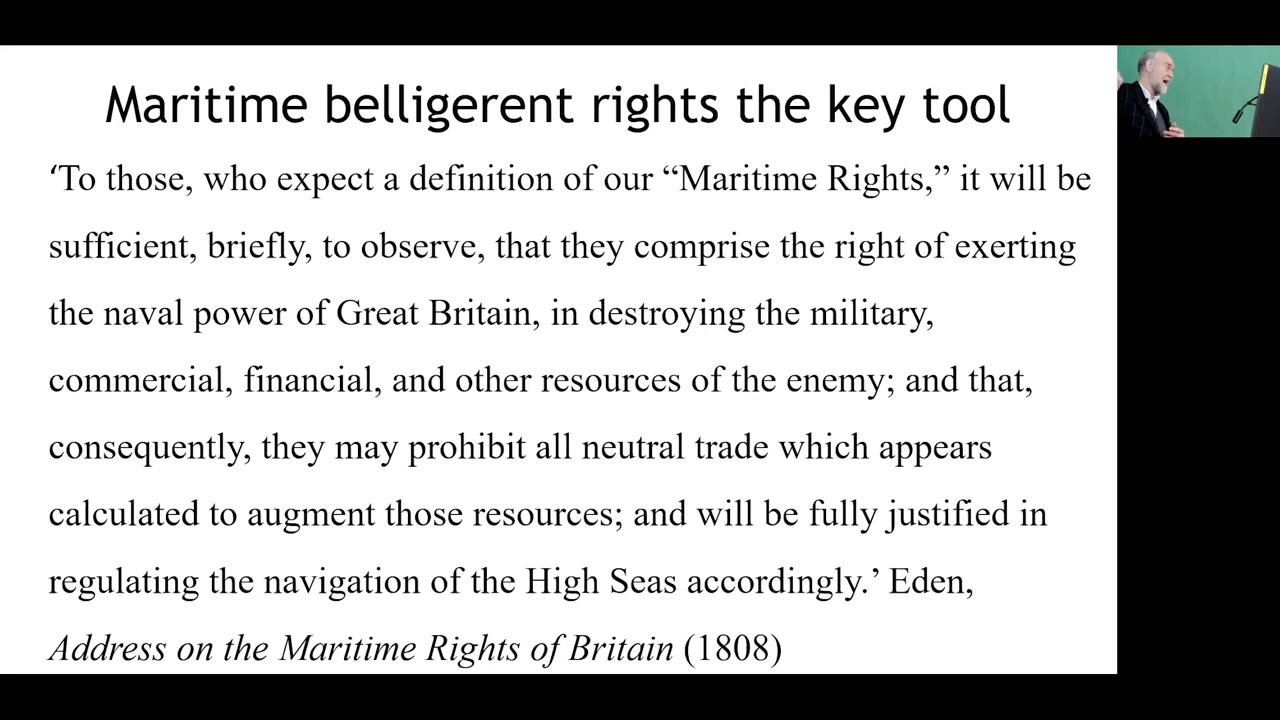 Maritime belligerent rights the key tool
‘To those, who expect a definition of our “Maritime Rights,” it will be
sufficient, briefly, to observe, that they comprise the right of exerting
the naval power of Great Britain, in destroying the military,
commercial, financial, and other resources of the enemy; and that,
consequently, they may prohibit all neutral trade which appears
calculated to augment those resources; and will be fully justified in
regulating the navigation of the High Seas accordingly.’ Eden,
Address on the Maritime Rights of Britain (1808)